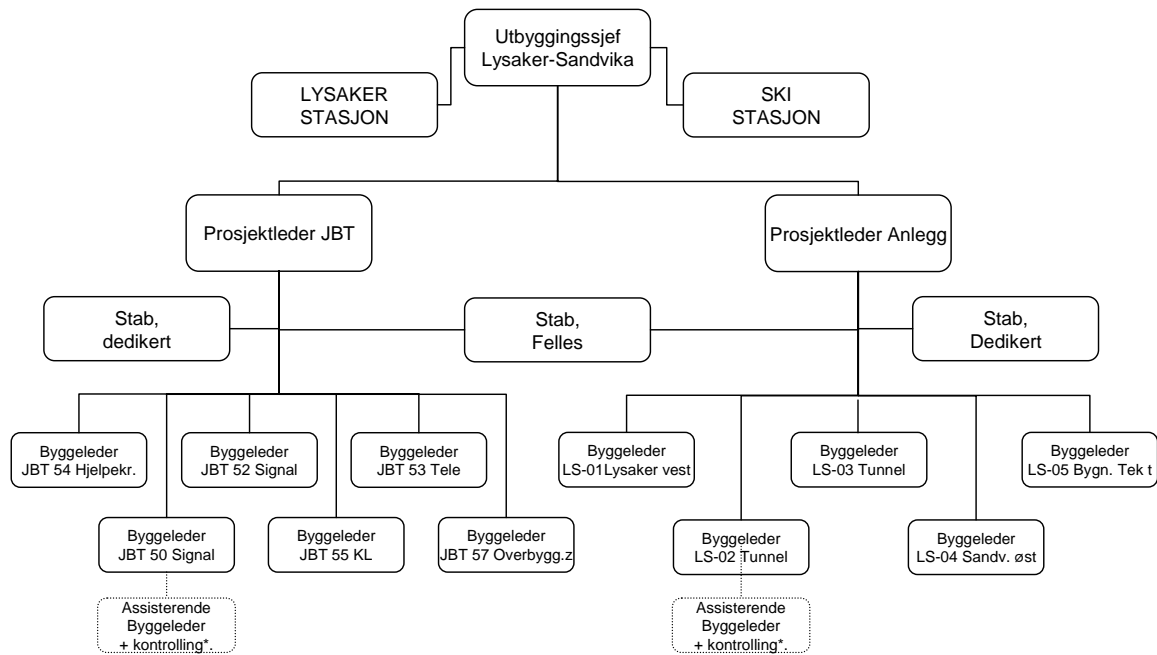 Utbyggingssjef
Lysaker-Sandvika
LYSAKER
STASJON
SKI
STASJON
Prosjektleder JBT
Prosjektleder Anlegg
Stab,
dedikert
Stab,
Felles
Stab,
Dedikert
Byggeleder
JBT 54 Hjelpekr.
Byggeleder
JBT 52 Signal
Byggeleder
JBT 53 Tele
Byggeleder
LS-01Lysaker vest
Byggeleder
LS-03 Tunnel
Byggeleder
LS-05 Bygn. Tek t
Byggeleder
JBT 50 Signal
Byggeleder
JBT 55 KL
Byggeleder
JBT 57 Overbygg.z
Byggeleder
LS-02 Tunnel
Byggeleder
LS-04 Sandv. øst
Assisterende
Byggeleder
+ kontrolling*.
Assisterende
Byggeleder
+ kontrolling*.